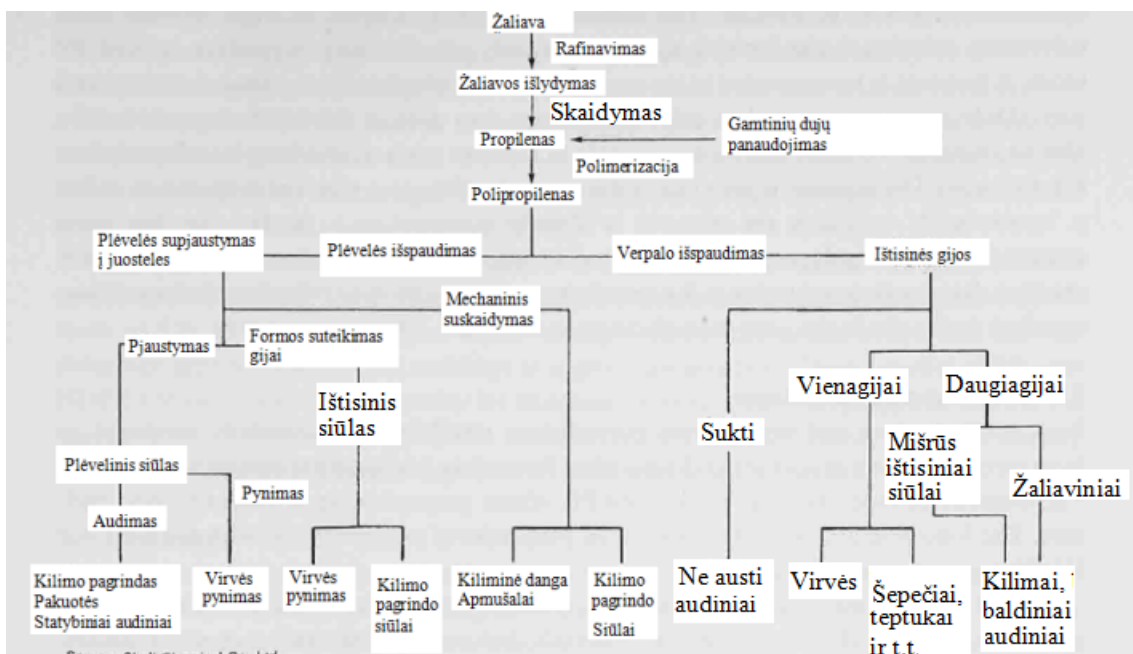 Žaliava
Rafinavimas
Žaliavos išlydymas
Skaidymas
Propilenas
Gamtinių dujų
panaudojimas
Polimerizacija
Polipropilenas
Plėvelės supjaustymas
į juosteles
Plėvelės išspaudimas
Verpalo išspaudimas
Ištisinės gijos
Mechaninis
suskaidymas
Pjaustymas
Formos suteikimas
gijai
Ištisinis
siūlas
Vienagijai
Daugiagijai
Sukti
Mišrūs
ištisiniai
siūlai
Žaliaviniai
Plėvelinis siūlas
Pynimas
Audimas
Kilimo pagrindas
Pakuotės
Statybiniai audiniai
Virvės
pynimas
Virvės
pynimas
Kilimo
pagrindo
siūlai
Kiliminė danga
Apmušalai
Kilimo
pagrindo
Siūlai
Ne austi
audiniai
Virvės
Šepečiai,
teptukai
ir t.t.
Kilimai,
baldiniai
audiniai